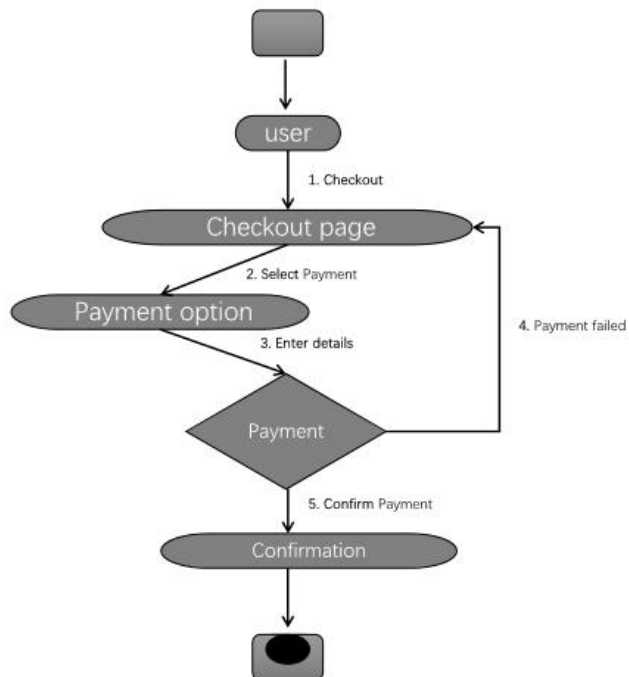 user
1. Checkout
Checkout page
2. Select Payment
Payment option
3. Enter details
4. Payment failed
Payment
5. Confirm Payment
Confirmation